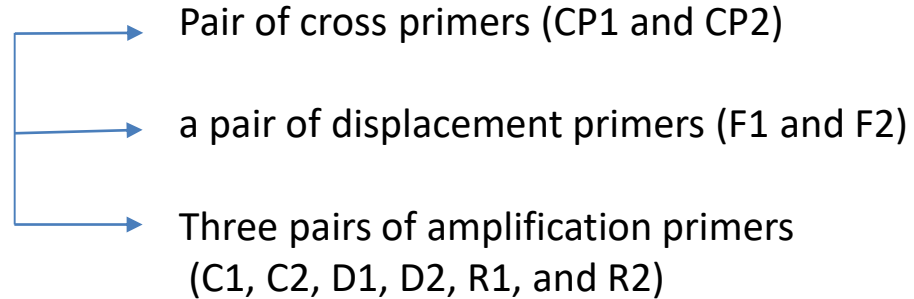 Pair of cross primers (CP1 and CP2)
a pair of displacement primers (F1 and F2)
Three pairs of amplification primers
(C1, C2, D1, D2, R1, and R2)